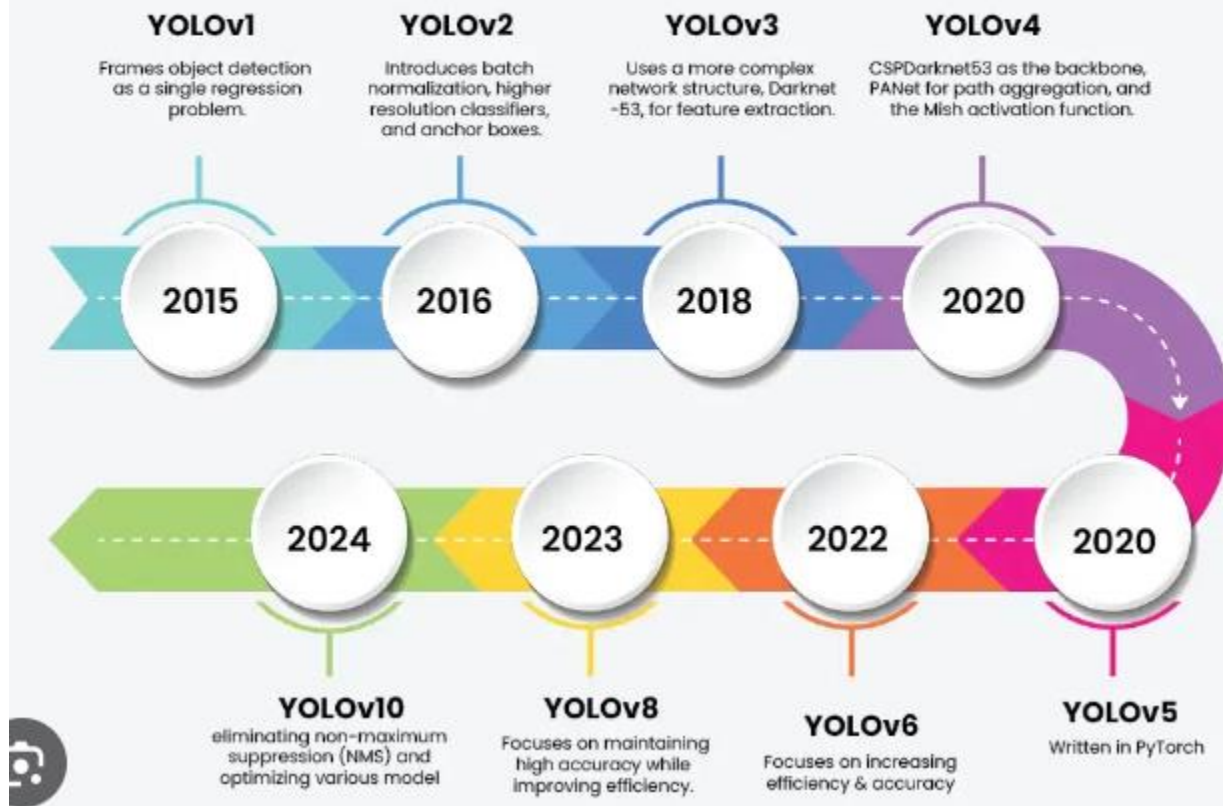 YOLOv1
Frames object detection
as a single regression
problem.
YOLOv2
Introduces batch
normalization, higher
resolution classifiers,
and anchor boxes.
YOLOv3
Uses a more complex
network structure, Darknet
-53, for feature extraction.
YOLOv4
CSPDarknet53 as the backbone,
PANet for path aggregation, and
the Mish activation function.
2015
2016
2018
2020
2024
2023
2022
2020
YOLOv10
eliminating non-maximum
suppression (NMS) and
optimizing various model
YOLOv8
Focuses on maintaining
high accuracy while
improving efficiency.
YOLOv6
Focuses on increasing
efficiency & accuracy
YOLOv5
Written in PyTorch